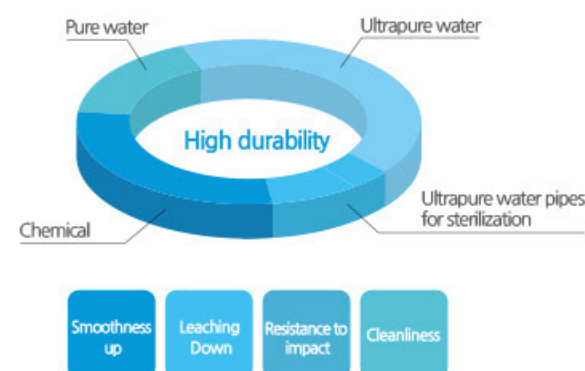 Pure water
Ultrapure water
High durability
Ultrapure water pipes
for sterilization
Chemical
Smoothness
up
Leaching
Down
Resistance to
impact
Cleanliness